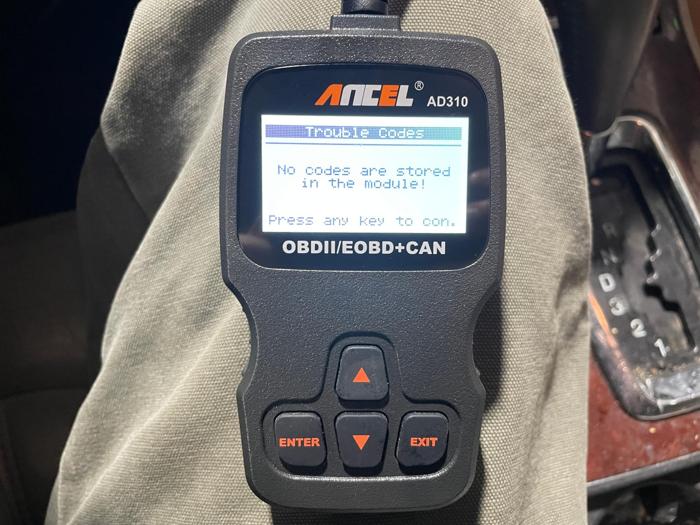 ANCEL® AD310
Trouble Codes
No codes are stored
in the module!
Press any key to con.
OBDII/EOBD+CAN
ENTER
EXIT
R
N
D
3
2
1